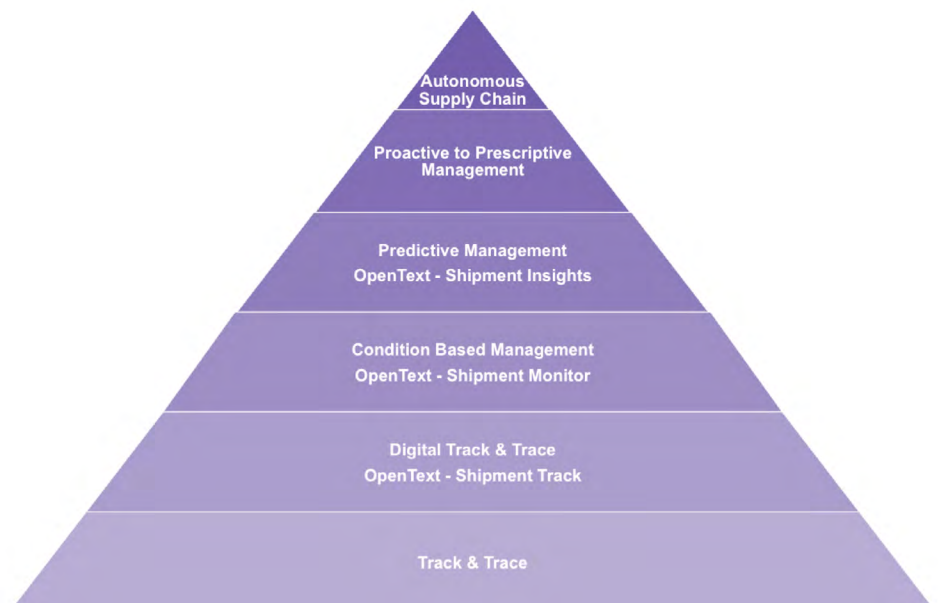 Autonomous
Supply Chain
Proactive to Prescriptive
Management
Predictive Management
OpenText - Shipment Insights
Condition Based Management
OpenText - Shipment Monitor
Digital Track & Trace
OpenText - Shipment Track
Track & Trace